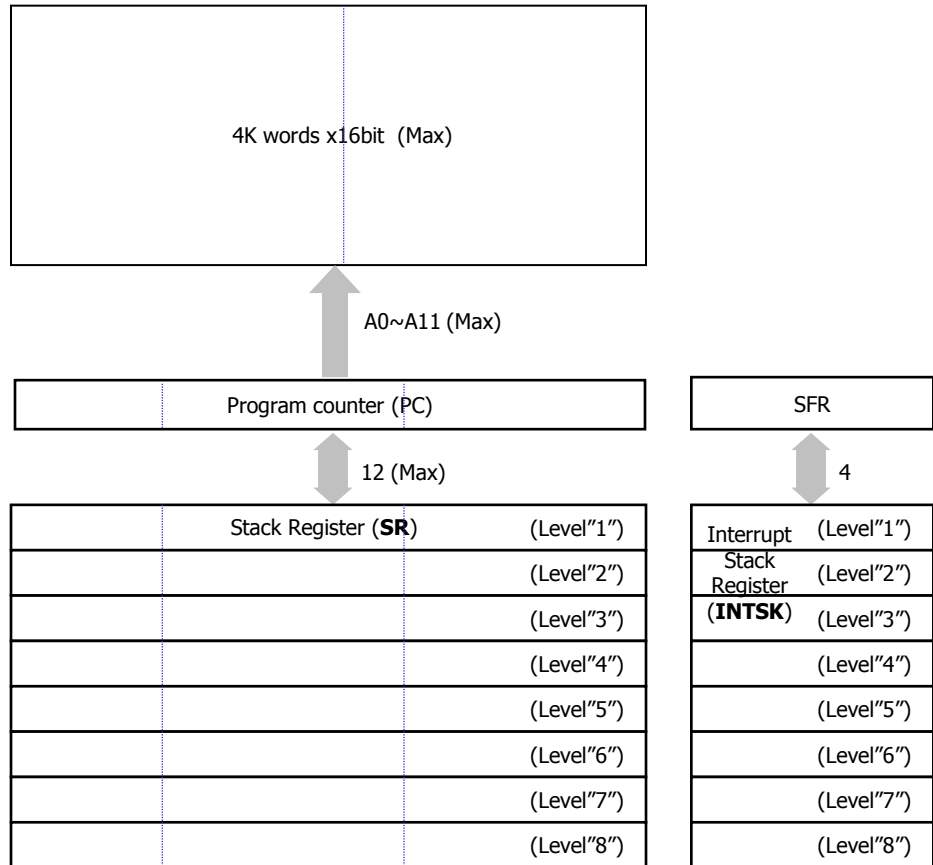 4K words x16bit (Max)
A0~A11 (Max)
Program counter (PC)
SFR
12 (Max)
4
Stack Register (SR) (Level"1")
(Level"2")
(Level"3")
(Level"4")
(Level"5")
(Level"6")
(Level"7")
(Level"8")
Interrupt (Level"1")
Stack (Level"2")
Register
(INTSK) (Level"3")
(Level"4")
(Level"5")
(Level"6")
(Level"7")
(Level"8")